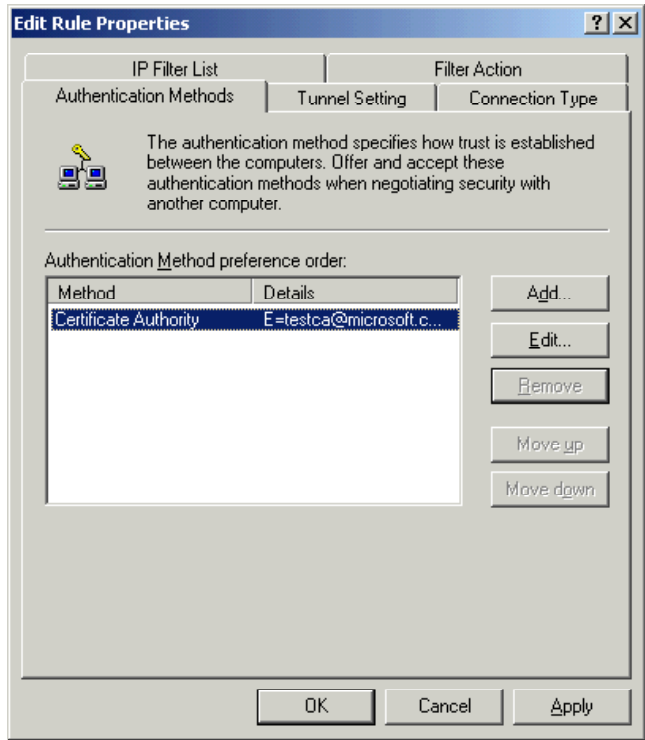 Edit Rule Properties
IP Filter List
Filter Action
Authentication Methods
Tunnel Setting
Connection Type
The authentication method specifies how trust is established
between the computers. Offer and accept these
authentication methods when negotiating security with
another computer.
Authentication Method preference order:
Method Details
Certificate Authority E=testca@microsoft.c...
Add...
Edit...
Remove
Move up
Move down
OK
Cancel
Apply